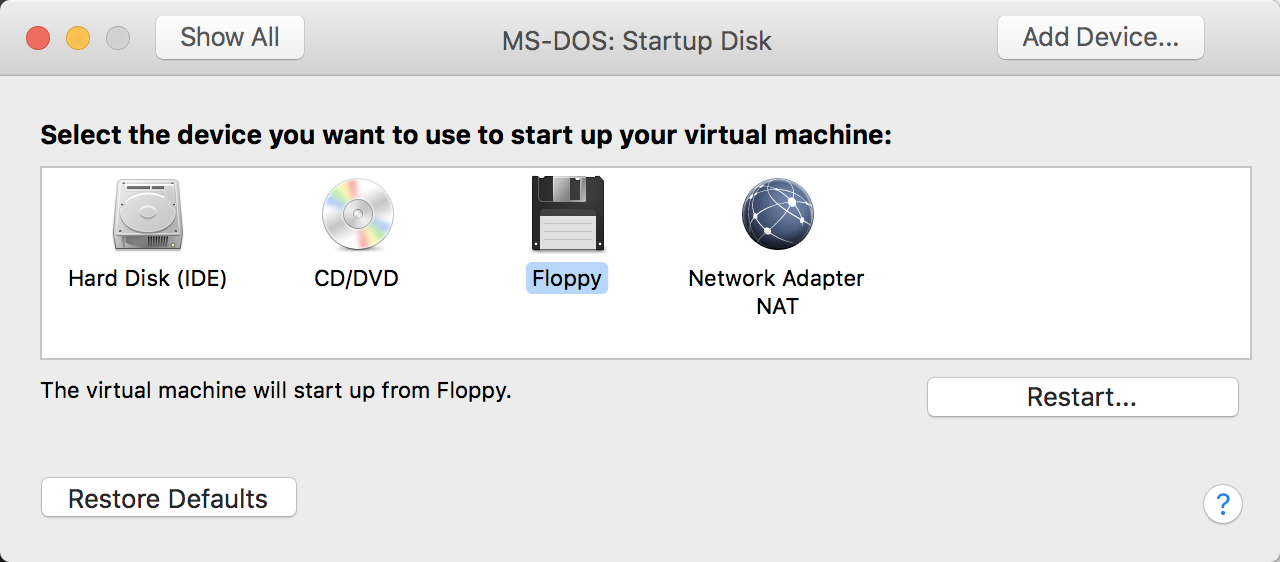 Show All
MS-DOS: Startup Disk
Add Device...
Select the device you want to use to start up your virtual machine:
Hard Disk (IDE)
CD/DVD
Floppy
Network Adapter
NAT
The virtual machine will start up from Floppy.
Restart...
Restore Defaults
?